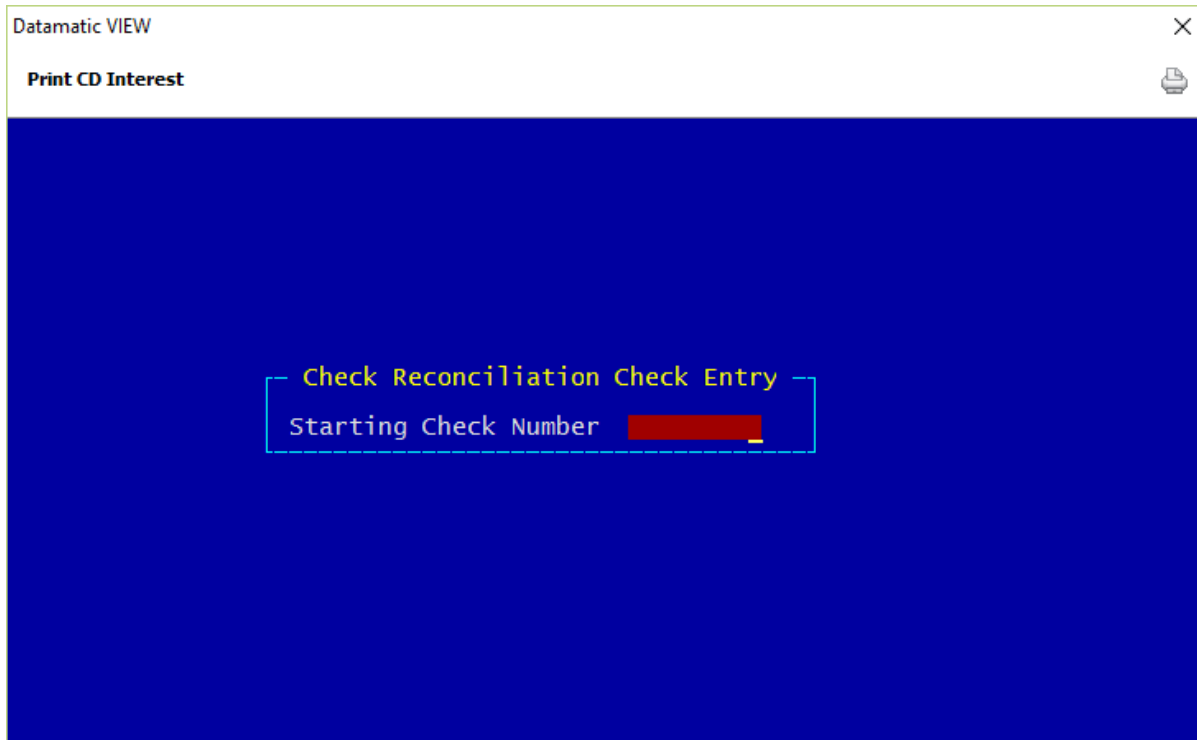 Datamatic VIEW
Print CD Interest
Check Reconciliation Check Entry
Starting Check Number